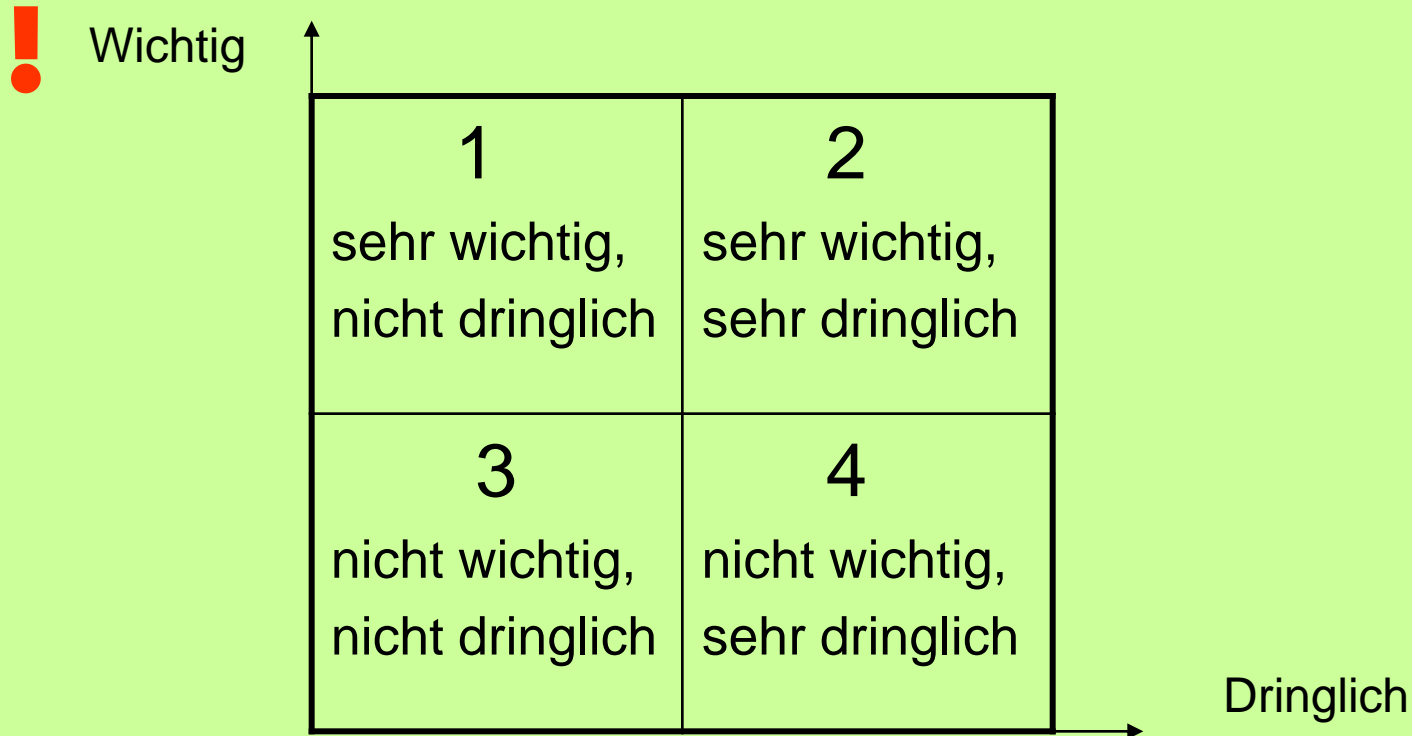 ! Wichtig
1
sehr wichtig,
nicht dringlich
2
sehr wichtig,
sehr dringlich
3
nicht wichtig,
nicht dringlich
4
nicht wichtig,
sehr dringlich
Dringlich